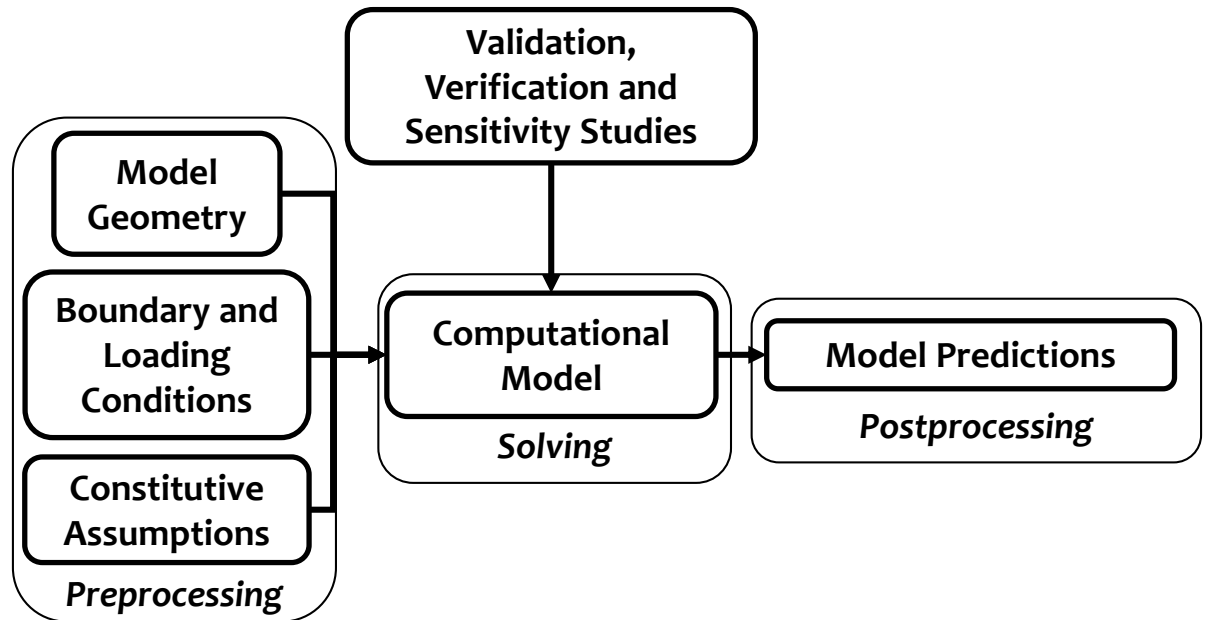 Validation,
Verification and
Sensitivity Studies
Model
Geometry
Boundary and
Loading
Conditions
Constitutive
Assumptions
Preprocessing
Computational
Model
Solving
Model Predictions
Postprocessing